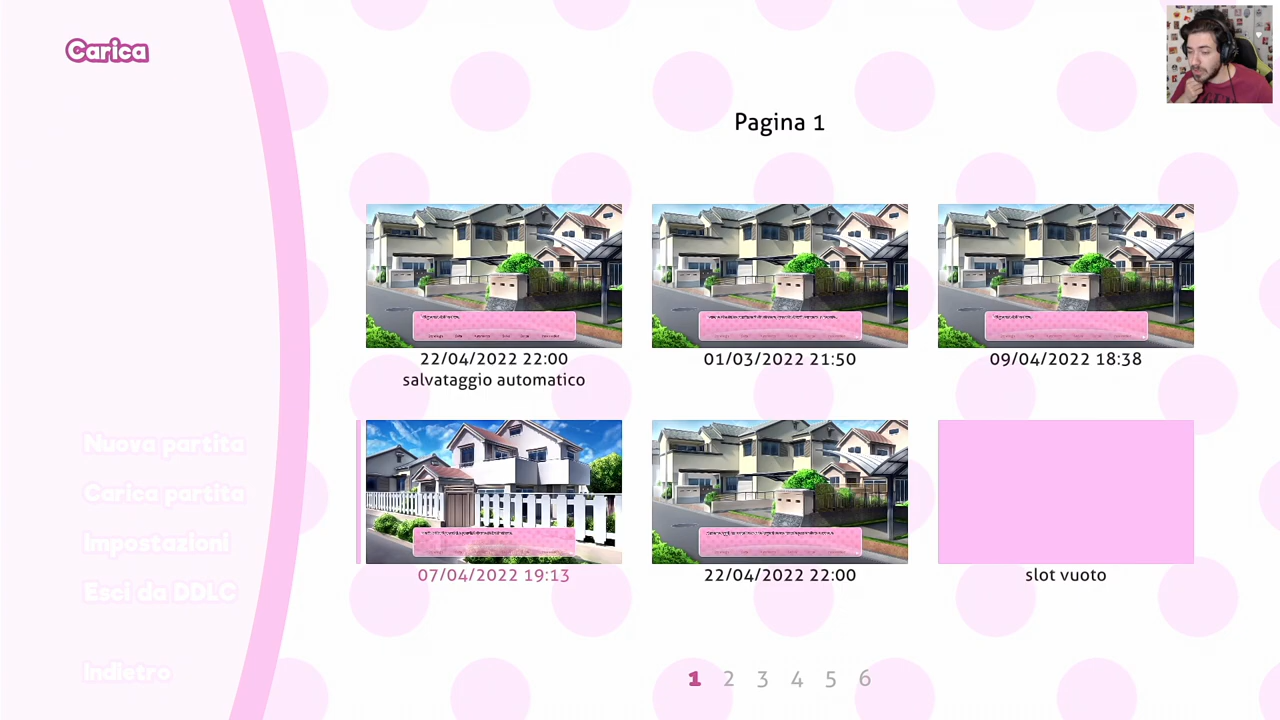 Carica
Pagina 1
22/04/2022 22:00
salvataggio automatico
01/03/2022 21:50
09/04/2022 18:38
07/04/2022 19:13
22/04/2022 22:00
slot vuoto
Nuova partita
Carica partita
Impostazioni
Esci da DDLC
Indietro
1 2 3 4 5 6